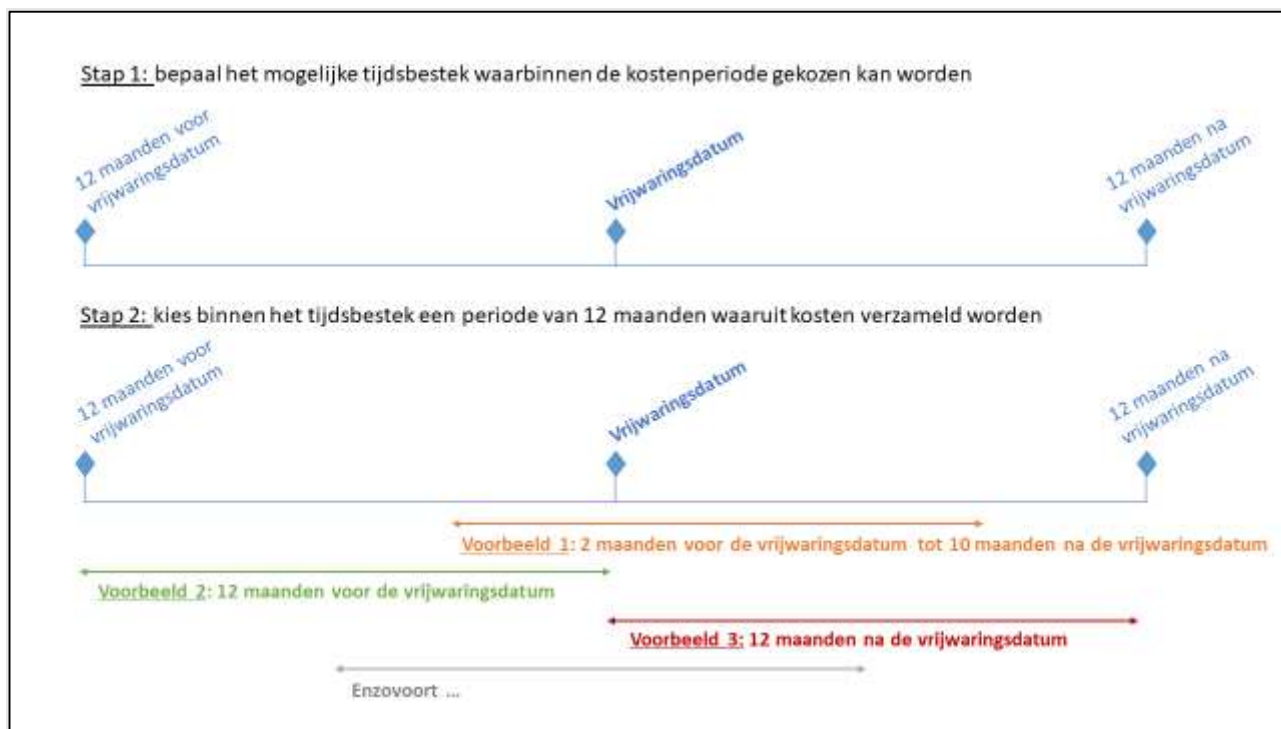 Stap 1: bepaal het mogelijke tijdsbestek waarbinnen de kostenperiode gekozen kan worden
12 maanden voor
vrijwaringsdatum
Vrijwaringsdatum
12 maanden na
vrijwaringsdatum
Stap 2: kies binnen het tijdsbestek een periode van 12 maanden waaruit kosten verzameld worden
12 maanden voor
vrijwaringsdatum
Vrijwaringsdatum
12 maanden na
vrijwaringsdatum
Voorbeeld 1: 2 maanden voor de vrijwaringsdatum tot 10 maanden na de vrijwaringsdatum
Voorbeeld 2: 12 maanden voor de vrijwaringsdatum
Voorbeeld 3: 12 maanden na de vrijwaringsdatum
Enzovoort ...